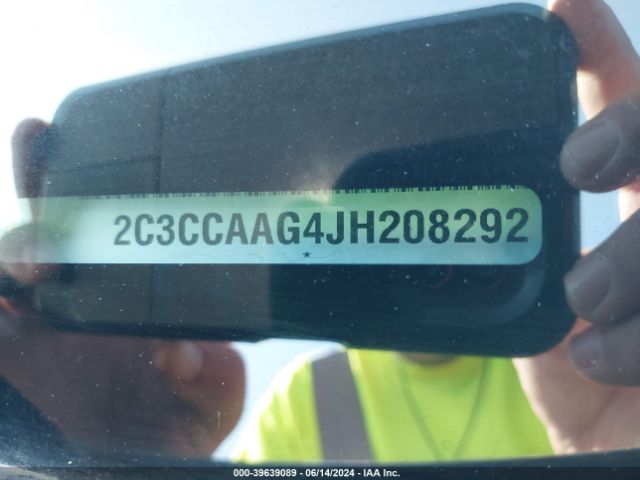 2C3CCAAG4JH208292
*
000-39639089 - 06/14/2024 - IAA Inc.